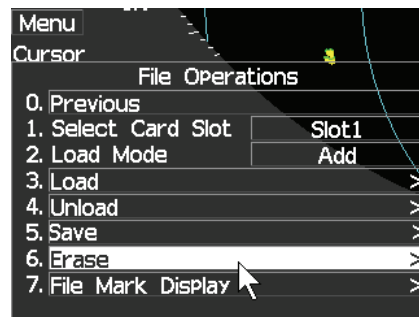 Menu
Cursor
File Operations
0. Previous
1. Select Card Slot Slot1
2. Load Mode Add
3. Load >
4. Unload >
5. Save >
6. Erase >
7. File Mark Display >